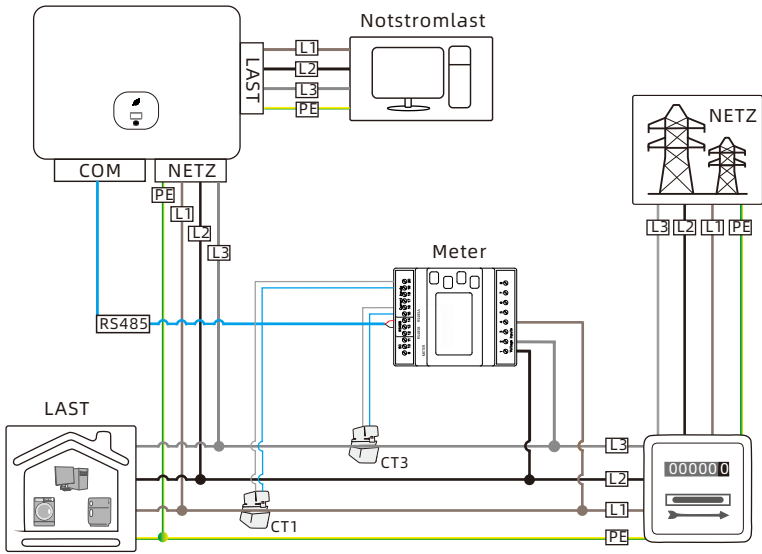 Notstromlast
L1
L2
L3
PE
LAST
COM
NETZ
PE
L1
L2
L3
NETZ
L3
L2
L1
PE
Meter
RS485
LAST
CT3
CT1
L3
L2
L1
PE
000000